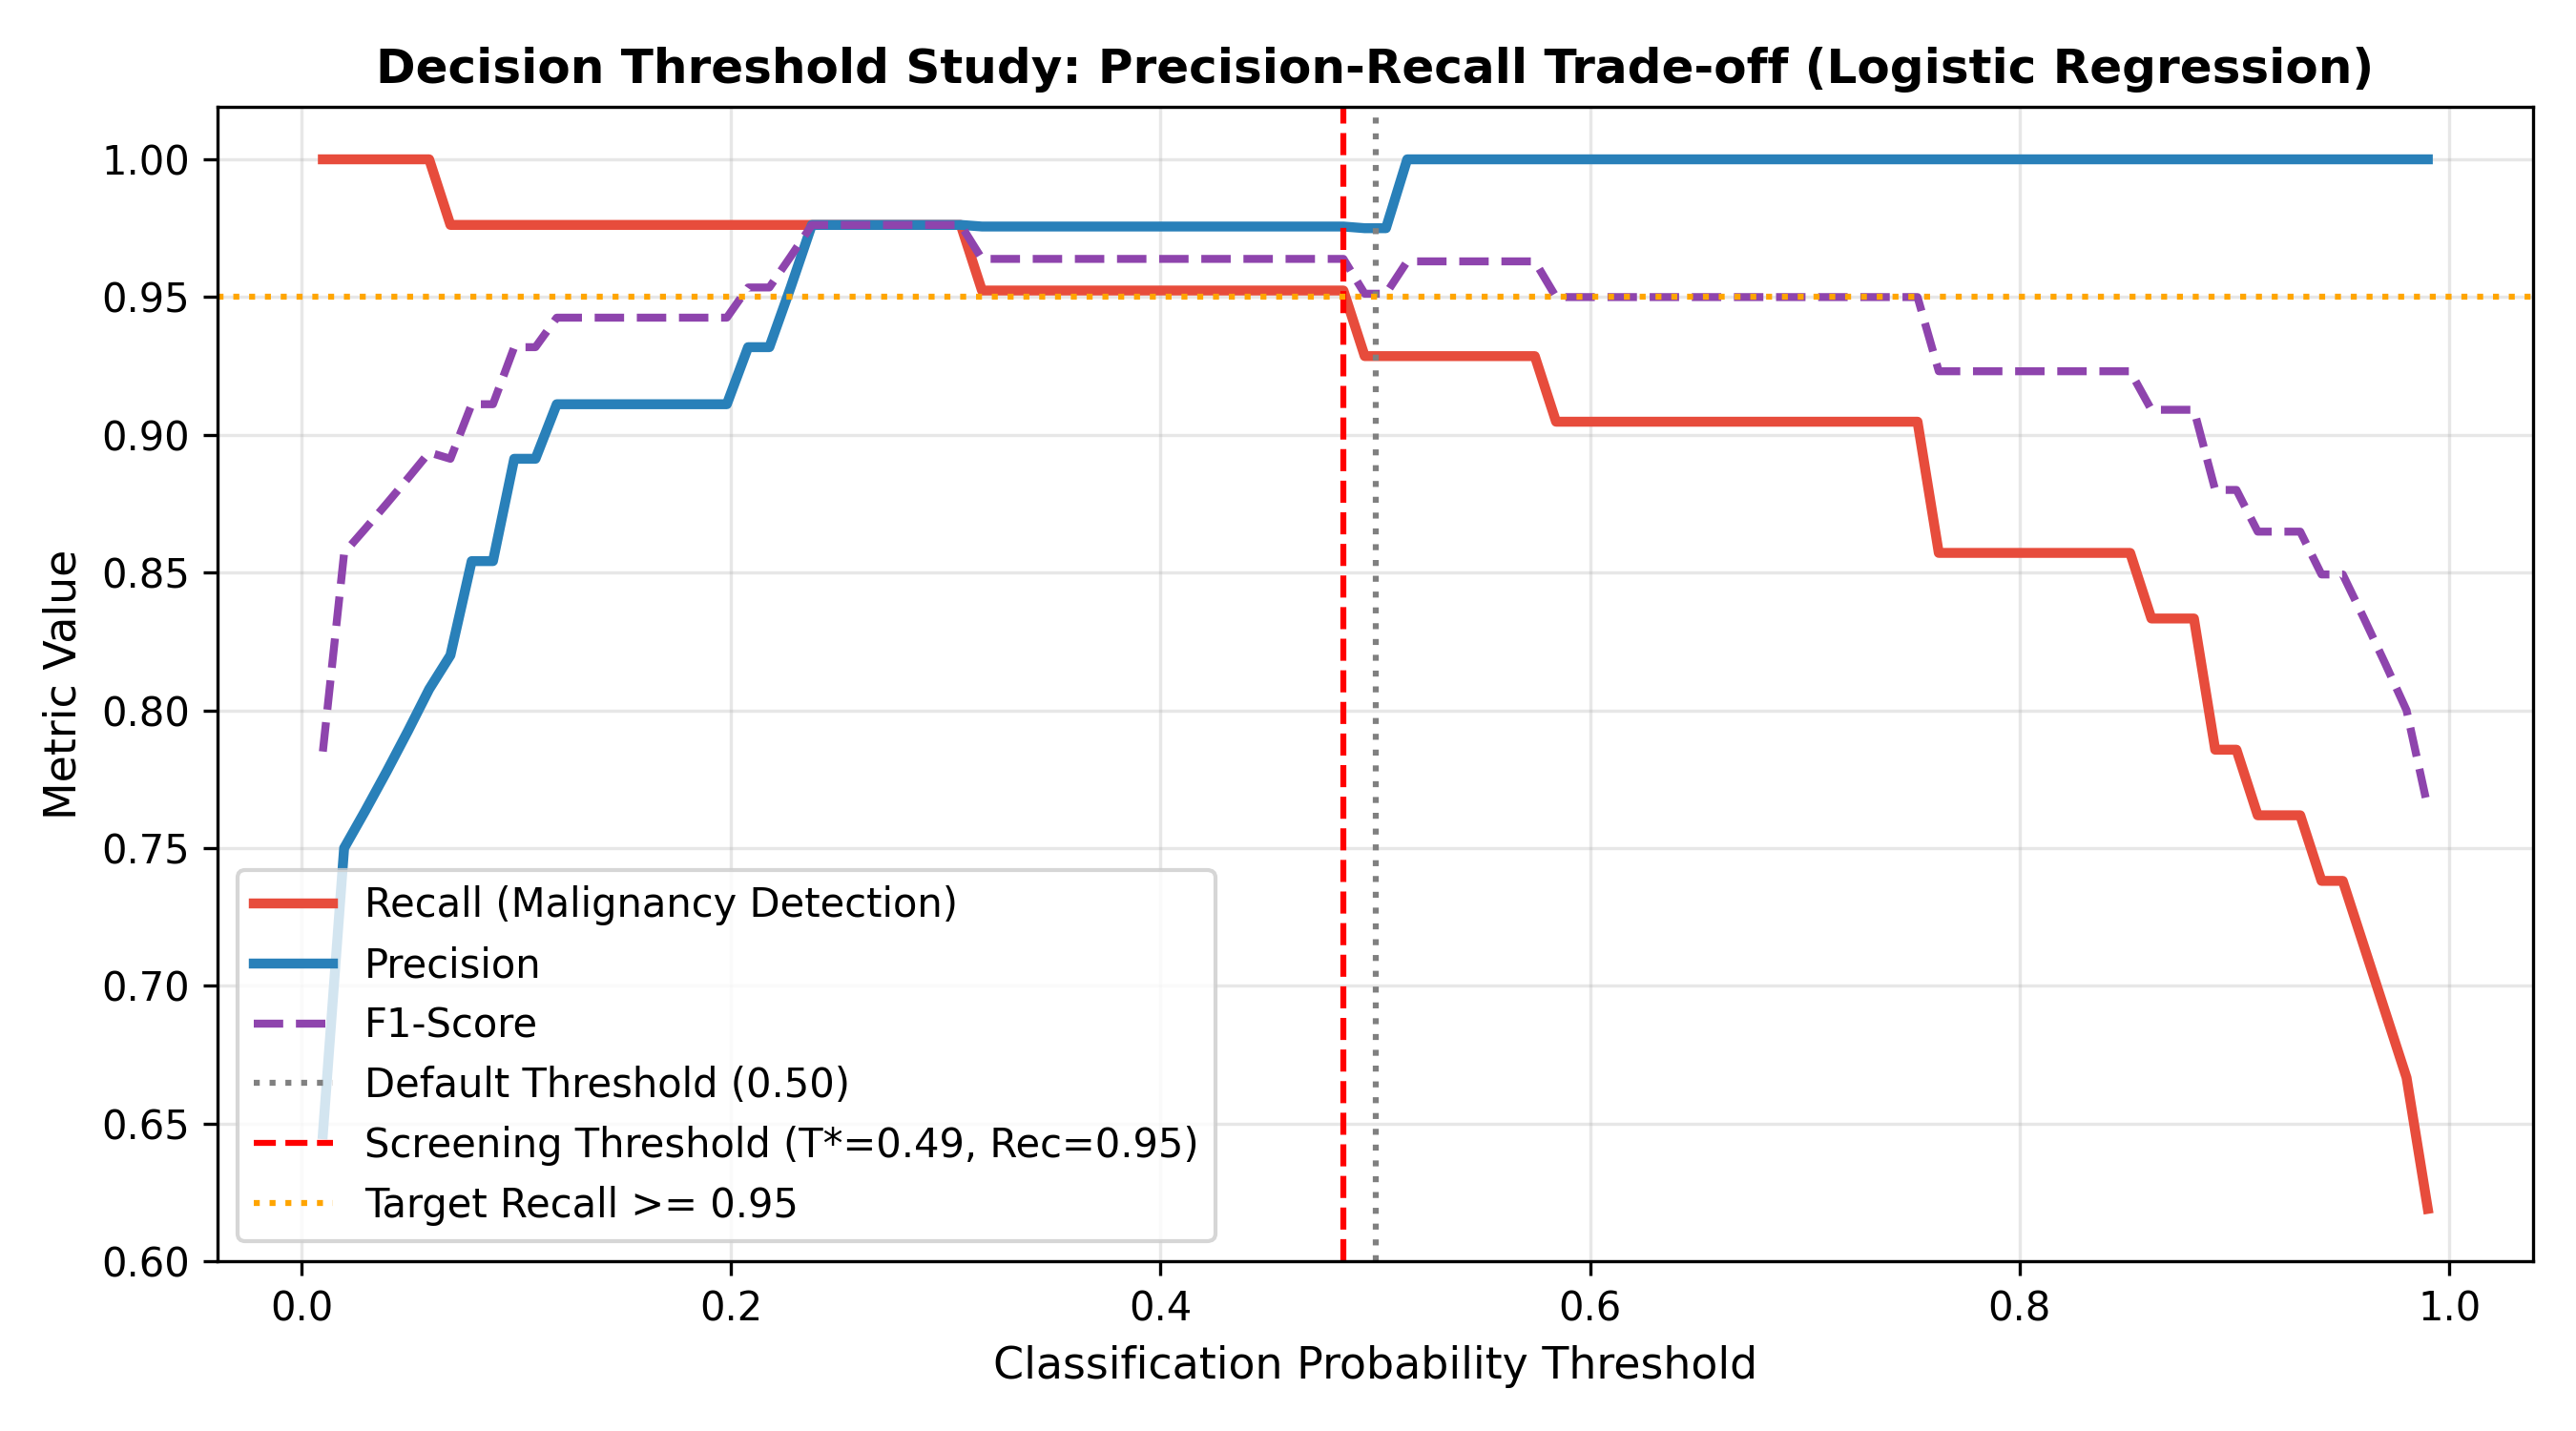 Decision Threshold Study: Precision-Recall Trade-off (Logistic Regression)
Metric Value
1.00
0.95
0.90
0.85
0.80
0.75
0.70
0.65
0.60
Recall (Malignancy Detection)
Precision
F1-Score
Default Threshold (0.50)
Screening Threshold (T*=0.49, Rec=0.95)
Target Recall >= 0.95
0.0 0.2 0.4 0.6 0.8 1.0
Classification Probability Threshold